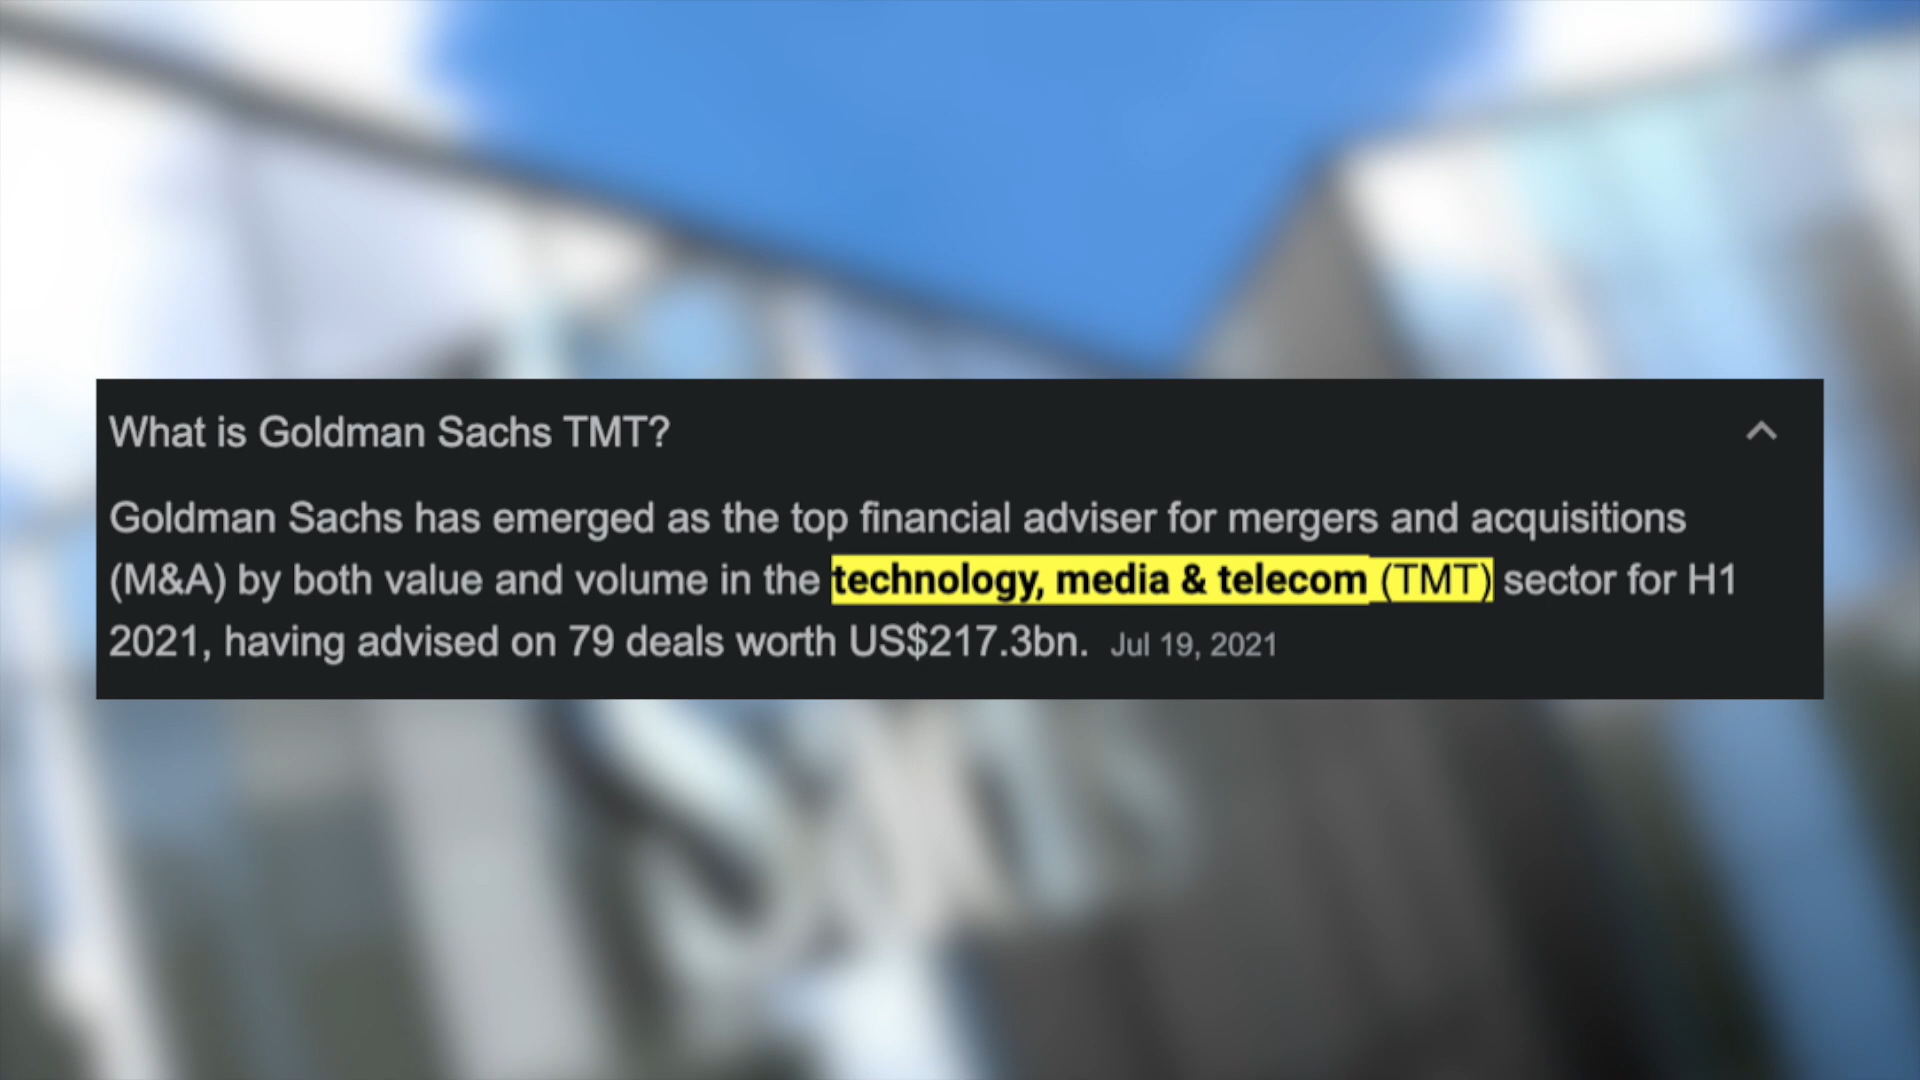 What is Goldman Sachs TMT?
Goldman Sachs has emerged as the top financial adviser for mergers and acquisitions
(M&A) by both value and volume in the technology, media & telecom (TMT) sector for H1
2021, having advised on 79 deals worth US$217.3bn. Jul 19, 2021